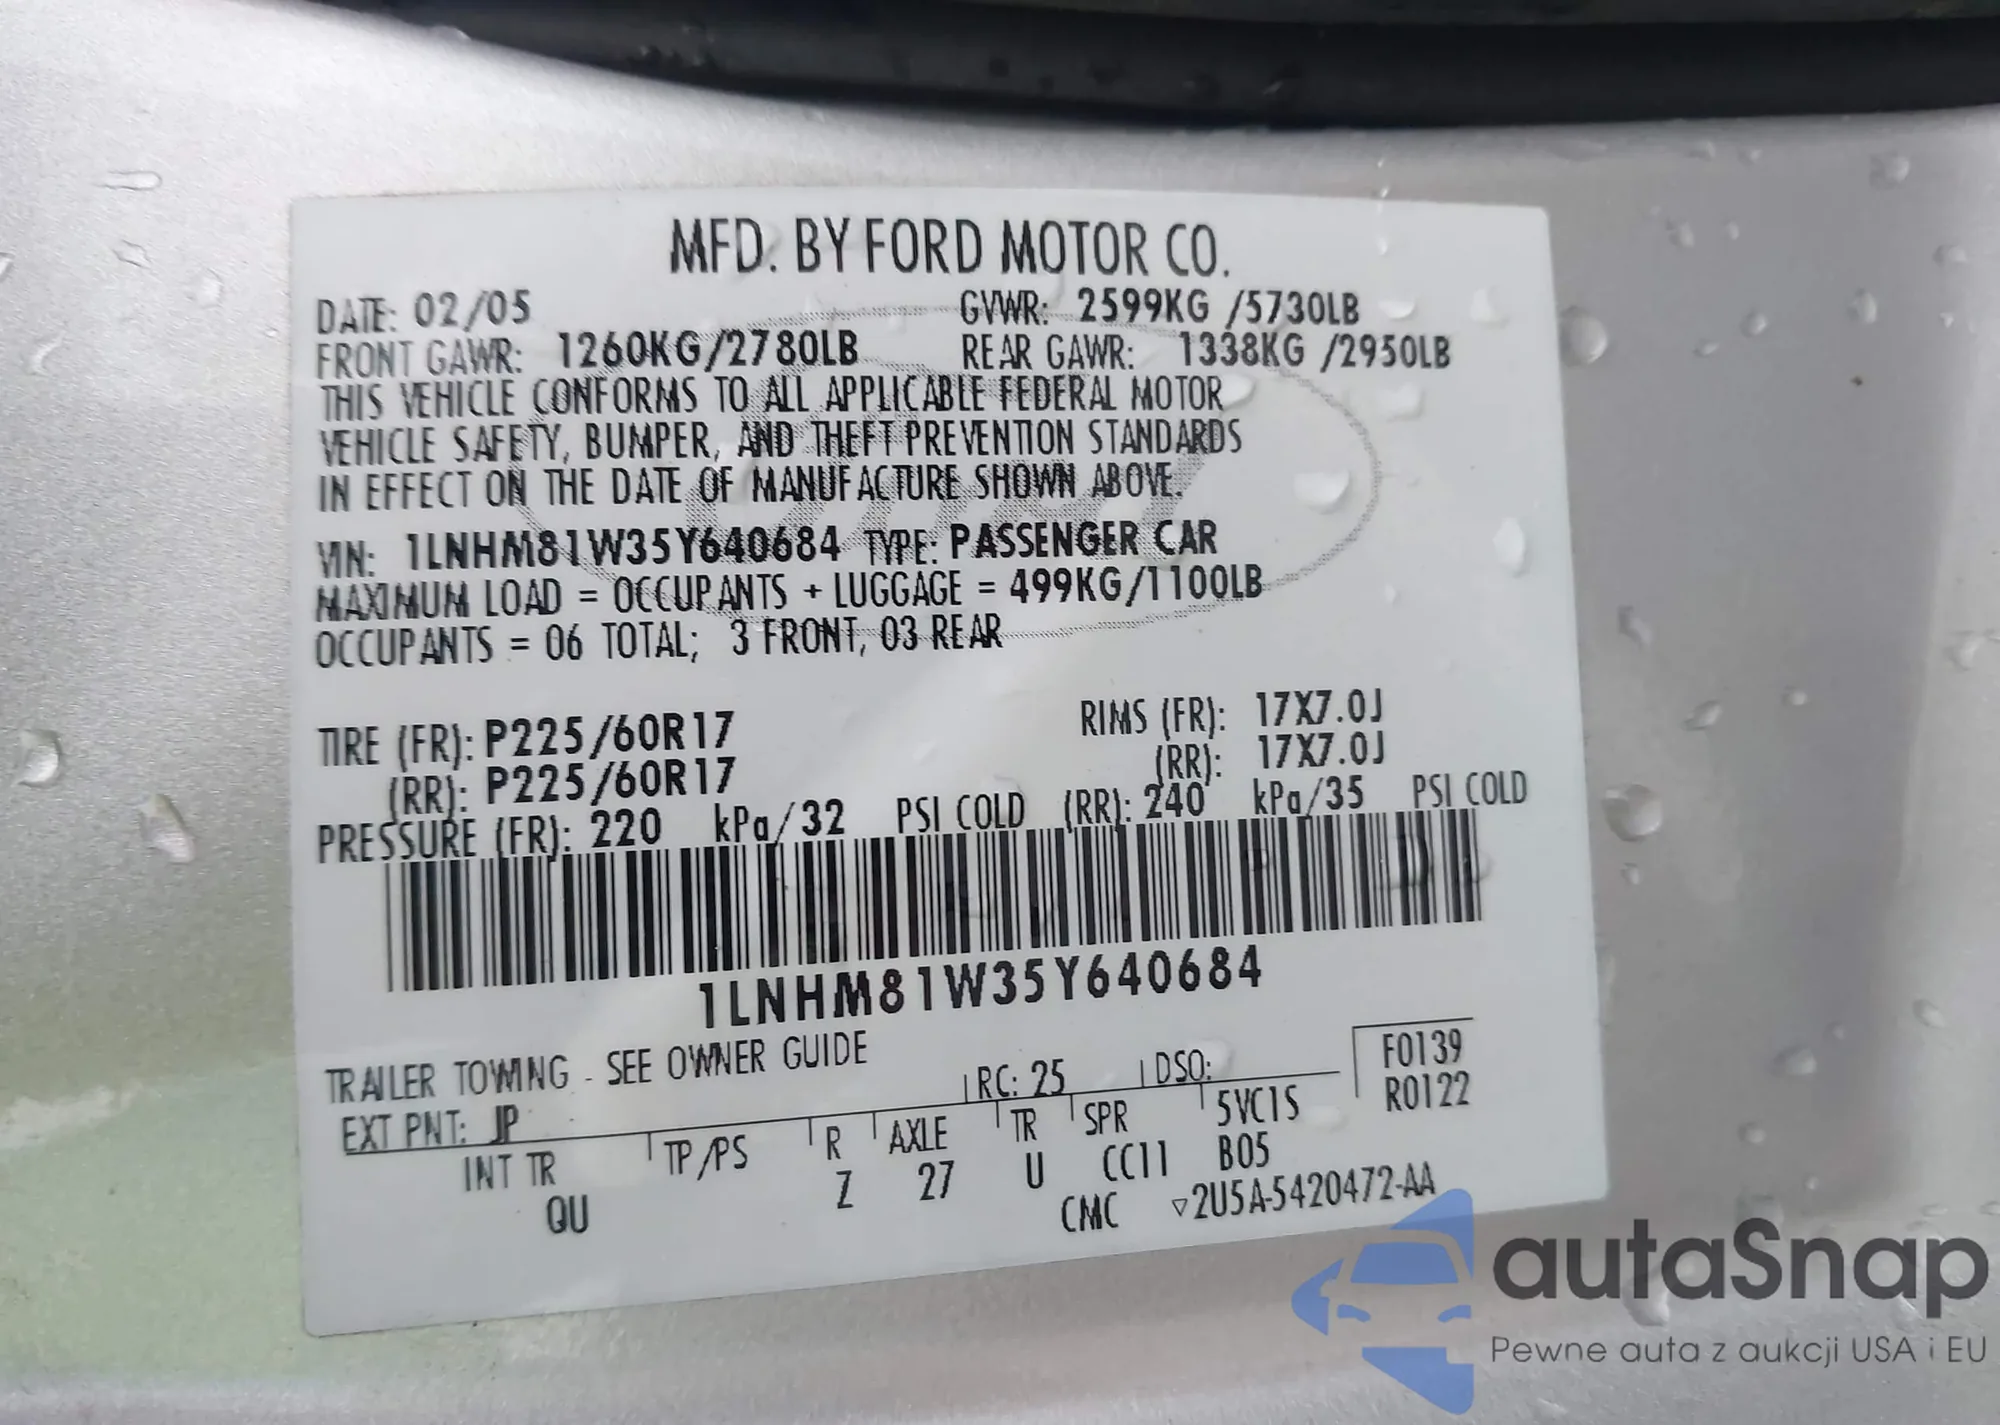 MFD. BY FORD MOTOR CO.
DATE: 02/05 GVWR: 2599KG /5730LB
FRONT GAWR: 1260KG/2780LB REAR GAWR: 1338KG /2950LB
THIS VEHICLE CONFORMS TO ALL APPLICABLE FEDERAL MOTOR
VEHICLE SAFETY, BUMPER, AND THEFT PREVENTION STANDARDS
IN EFFECT ON THE DATE OF MANUFACTURE SHOWN ABOVE.
VIN: 1LNHM81W35Y640684 TYPE: PASSENGER CAR
MAXIMUM LOAD = OCCUPANTS + LUGGAGE = 499KG/1100LB
OCCUPANTS = 06 TOTAL; 3 FRONT, 03 REAR
TIRE (FR): P225/60R17 RIMS (FR): 17X7.0J
(RR): P225/60R17 (RR): 17X7.0J
PRESSURE (FR): 220 kPa/32 PSI COLD (RR): 240 kPa/35 PSI COLD
1LNHM81W35Y640684
TRAILER TOWING - SEE OWNER GUIDE
EXT PNT: JP RC: 25 DSO: F0139
R0122
INT TR TP/PS R AXLE TR SPR 5VC1S
QU Z 27 U CC11 B05
CMC ▽2U5A-5420472-AA
autaSnap
Pewne auta z aukcji USA i EU